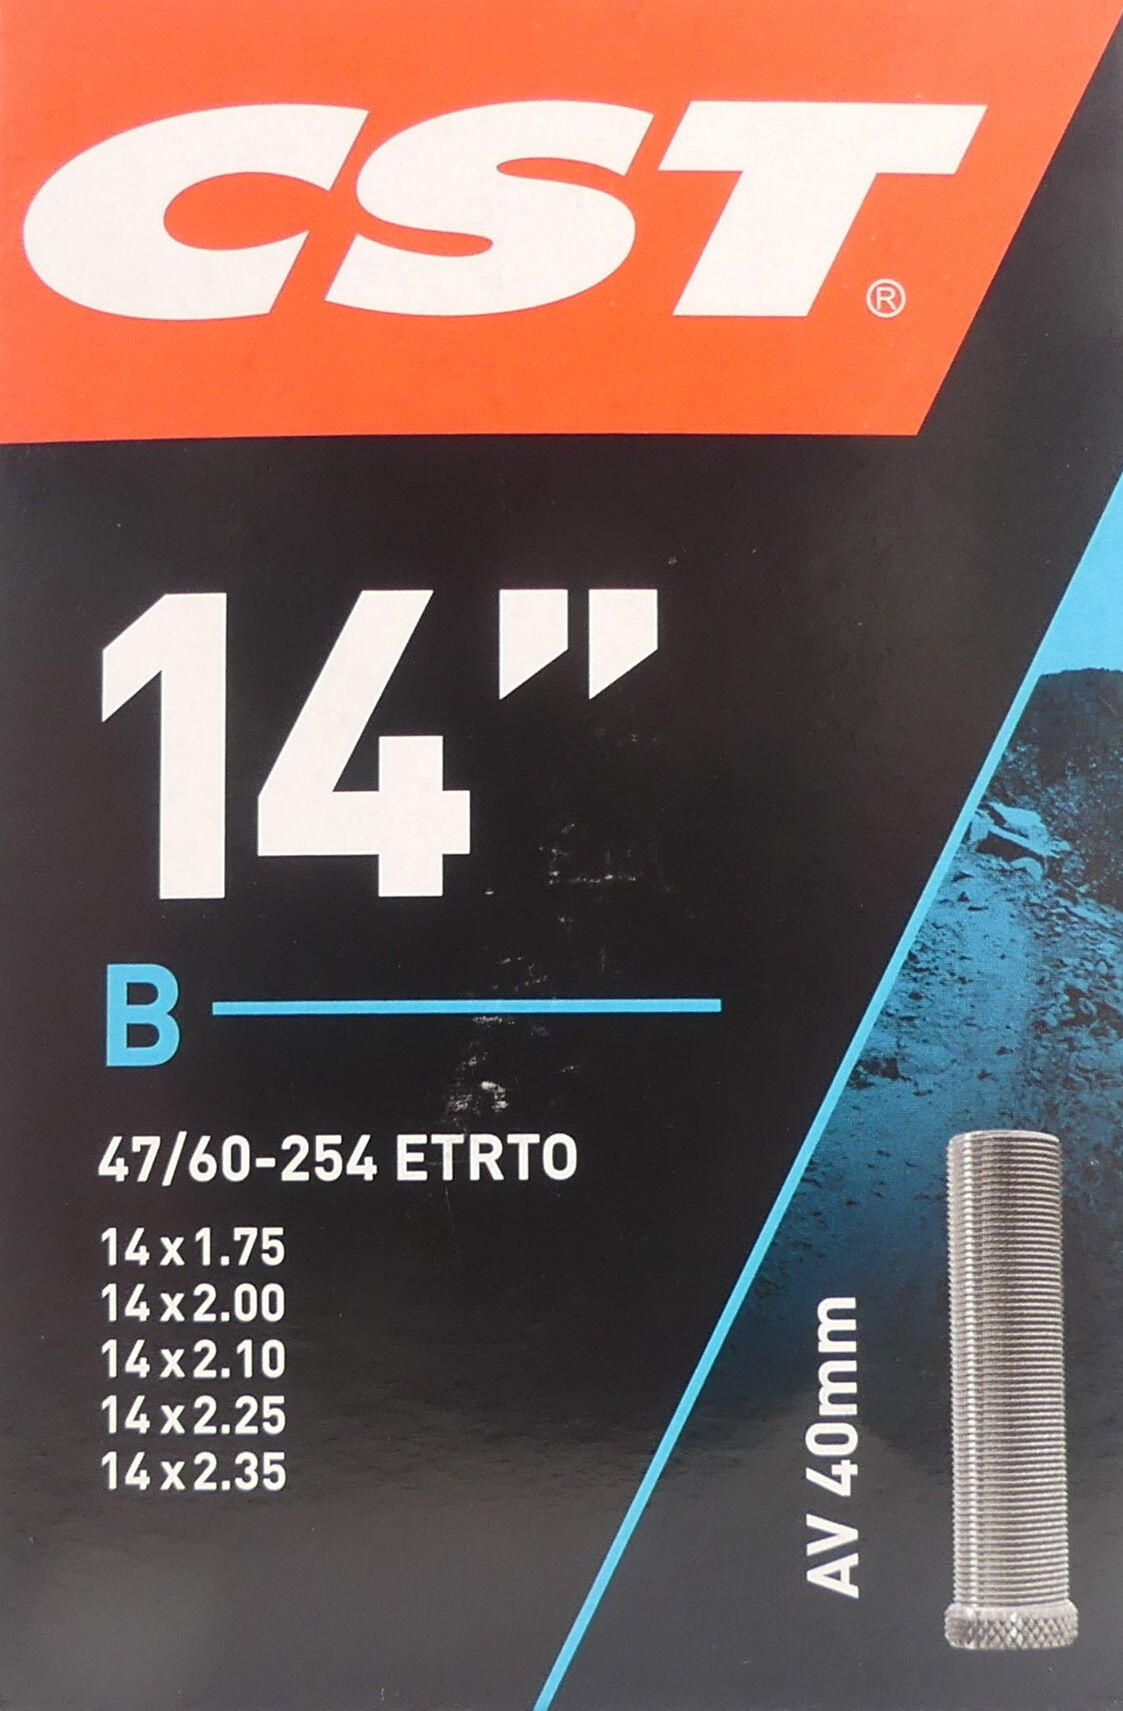 CST®
14”
B
47/60-254 ETRTO
14 x 1.75
14 x 2.00
14 x 2.10
14 x 2.25
14 x 2.35
AV 40mm